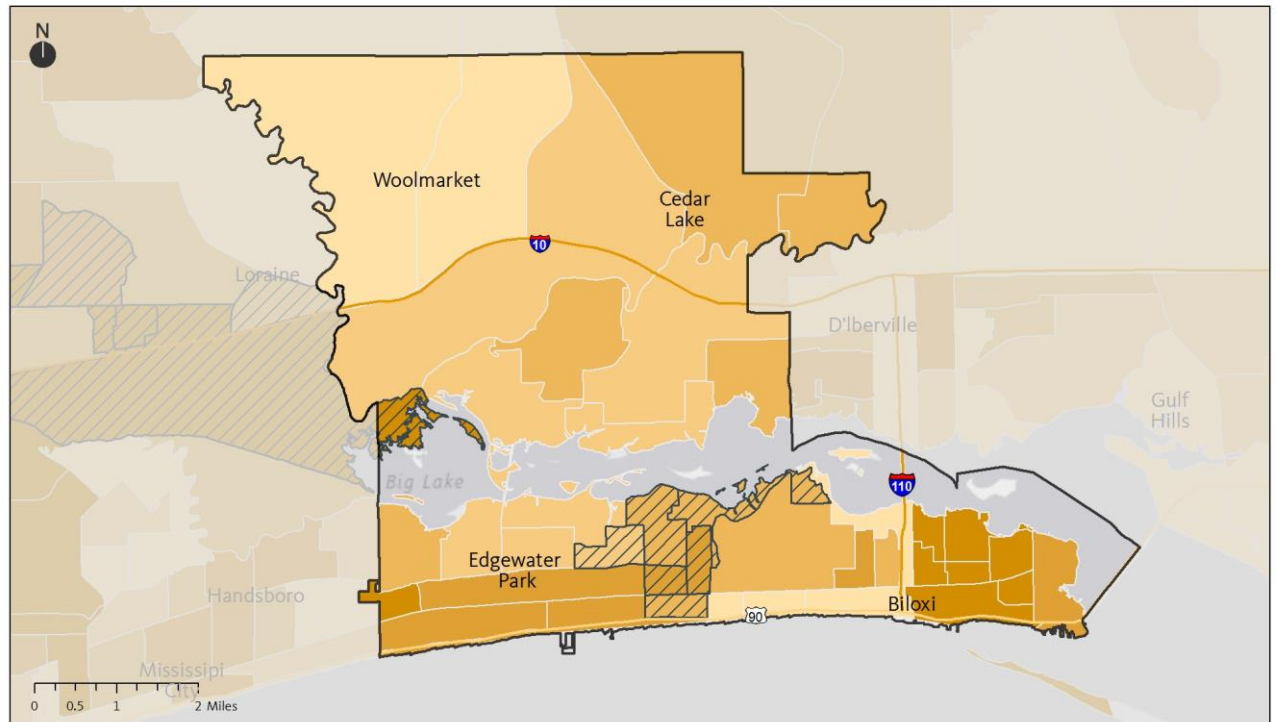 N
Woolmarket
Cedar
Lake
10
Loraine
D'Iberville
Gulf
Hills
Big Lake
110
Edgewater
Park
Handsboro
Biloxi
90
Mississipi
City
0 0.5 1 2 Miles